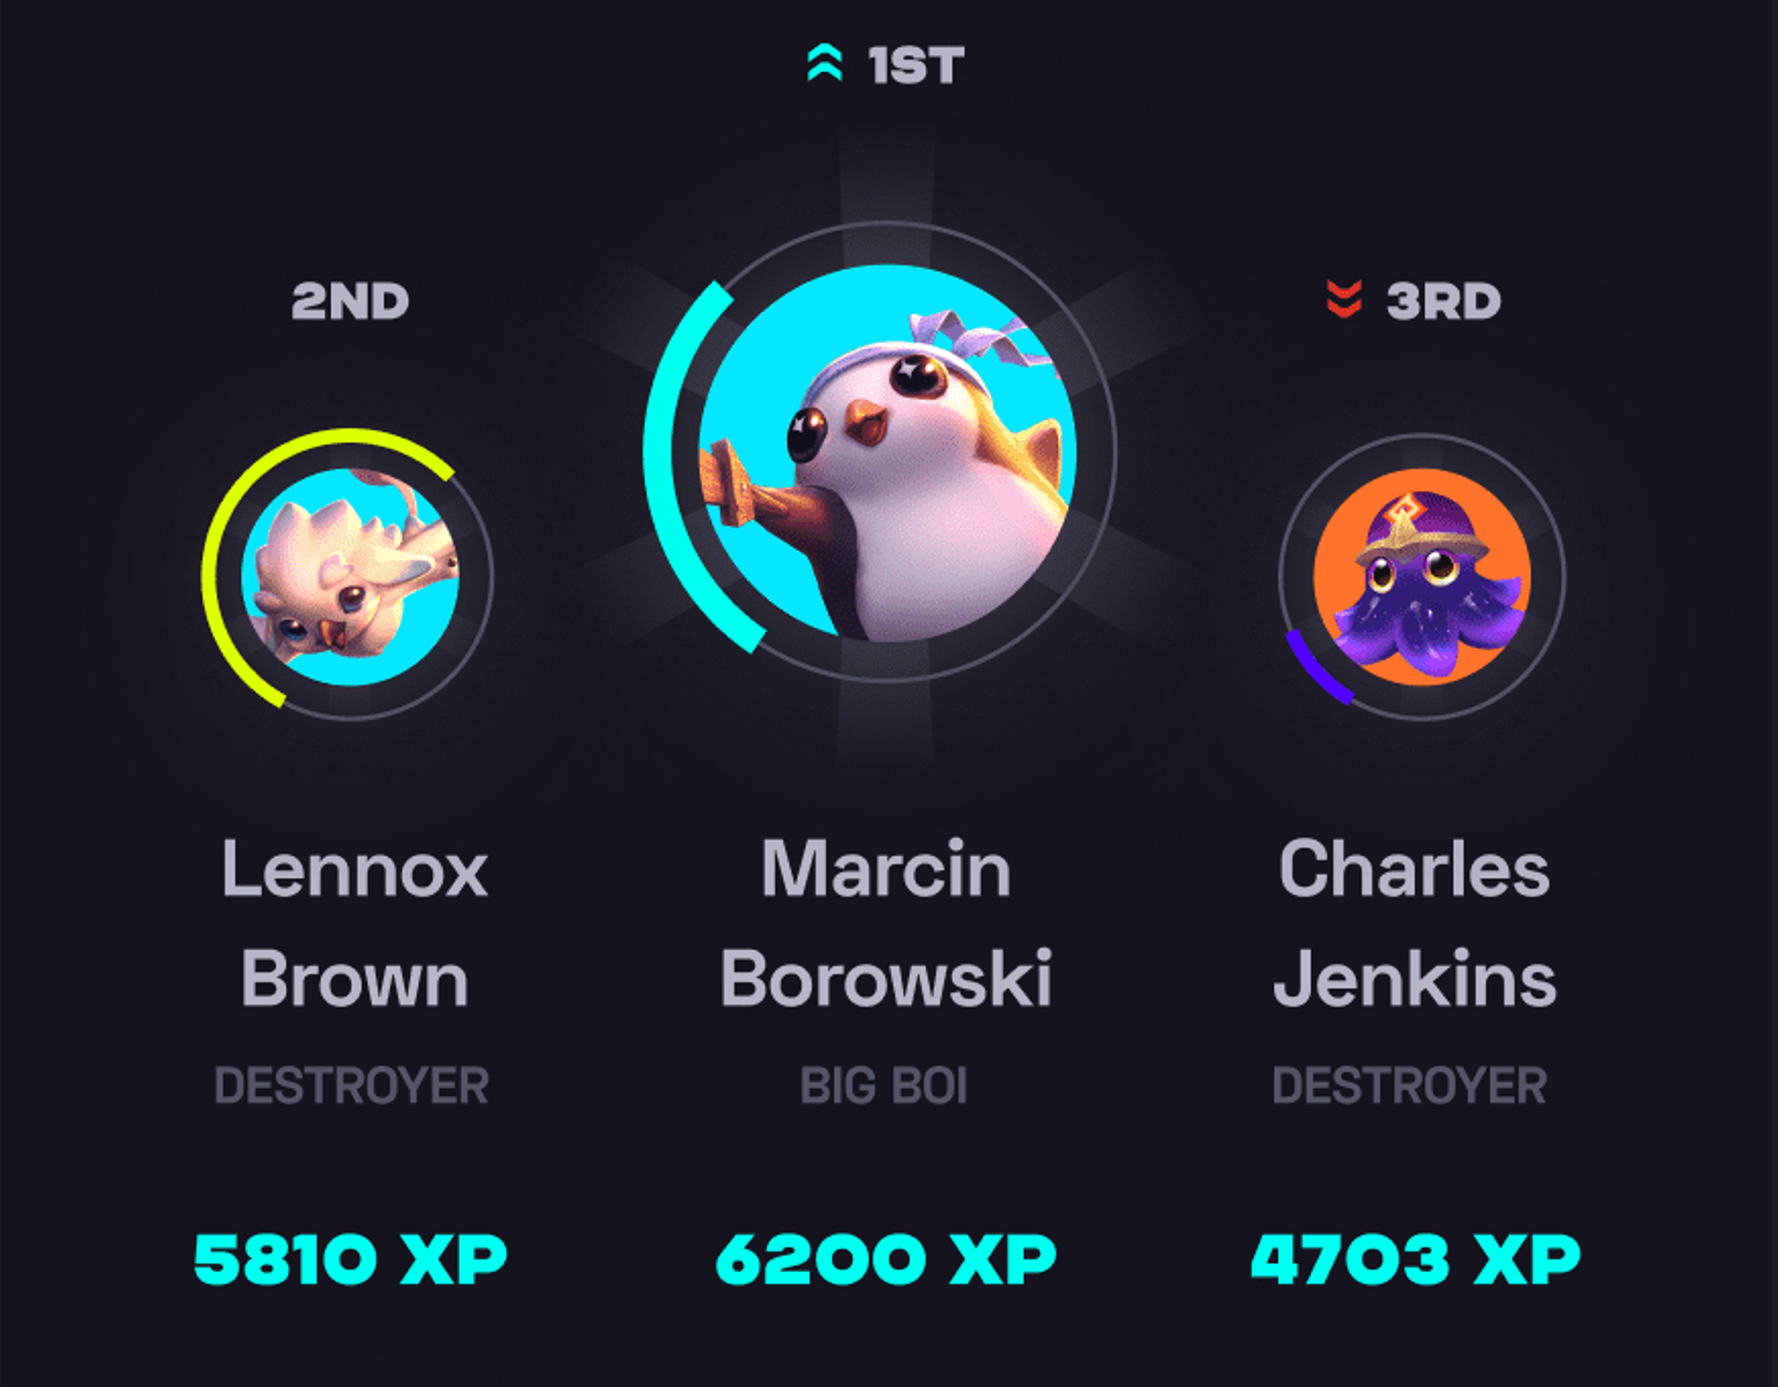 1ST
2ND
3RD
Lennox
Brown
DESTROYER
5810 XP
Marcin
Borowski
BIG BOI
6200 XP
Charles
Jenkins
DESTROYER
4703 XP